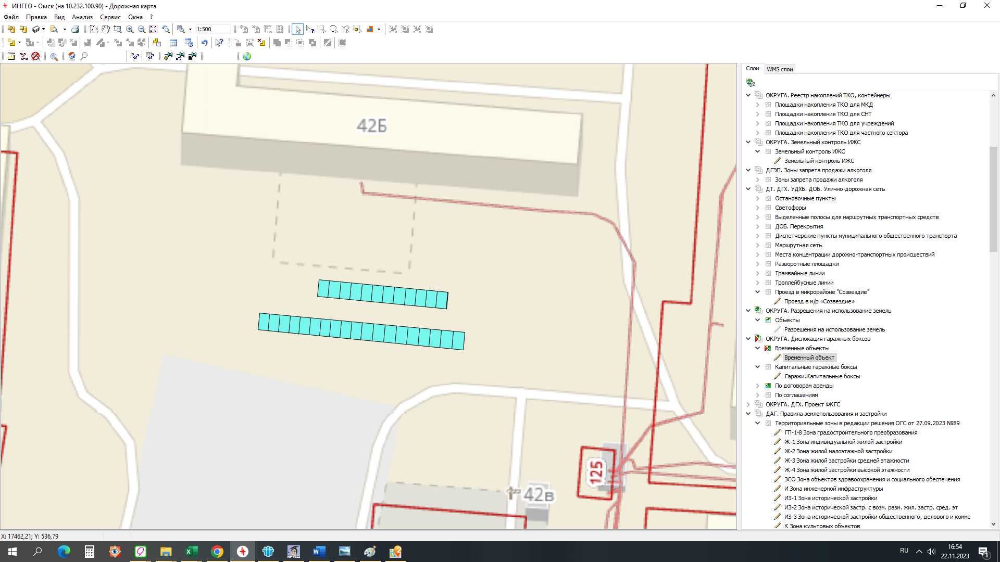 ИНГЕО - Омск (на 10.232.100.90) - Дорожная карта
Файл Правка Вид Анализ Сервис Окна ?
1:500
42Б
125
42в
Слои WMS слои
ОКРУГА. Реестр накоплений ТКО, контейнеры
Площадки накопления ТКО для МКД
Площадки накопления ТКО для СНТ
Площадки накопления ТКО для учреждений
Площадки накопления ТКО для частного сектора
ОКРУГА. Земельный контроль ИЖС
Земельный контроль ИЖС
Земельный контроль ИЖС
ДГЭП. Зоны запрета продажи алкоголя
Зоны запрета продажи алкоголя
ДТ. ДГХ. УДХБ. ДОБ. Улично-дорожная сеть
Остановочные пункты
Светофоры
Выделенные полосы для маршрутных транспортных средств
ДОБ. Перекрытия
Диспетчерские пункты муниципального общественного транспорта
Маршрутная сеть
Места концентрации дорожно-транспортных происшествий
Разворотные площадки
Трамвайные линии
Троллейбусные линии
Проезд в микрорайоне "Созвездие"
Проезд в м/р «Созвездие»
ОКРУГА. Разрешения на использование земель
Объекты
Разрешения на использование земель
ОКРУГА. Дислокация гаражных боксов
Временные объекты
Временный объект
Капитальные гаражные боксы
Гаражи.Капитальные боксы
По договорам аренды
По соглашениям
ОКРУГА. ДГХ. Проект ФКГС
ДАГ. Правила землепользования и застройки
Территориальные зоны в редакции решения ОГС от 27.09.2023 №89
ГП-1-8 Зона градостроительного преобразования
Ж-1 Зона индивидуальной жилой застройки
Ж-2 Зона жилой малоэтажной застройки
Ж-3 Зона жилой застройки средней этажности
Ж-4 Зона жилой застройки высокой этажности
ЗСО Зона объектов здравоохранения и социального обеспечения
И Зона инженерной инфраструктуры
ИЗ-1 Зона исторической застройки
ИЗ-2 Зона исторической застр. с возм. разм. жил. застр. сред. эт
ИЗ-3 Зона исторической застройки общественного, делового и комме
К Зона культовых объектов
X: 17462,21; Y: 536,79
RU
16:54
22.11.2023
1